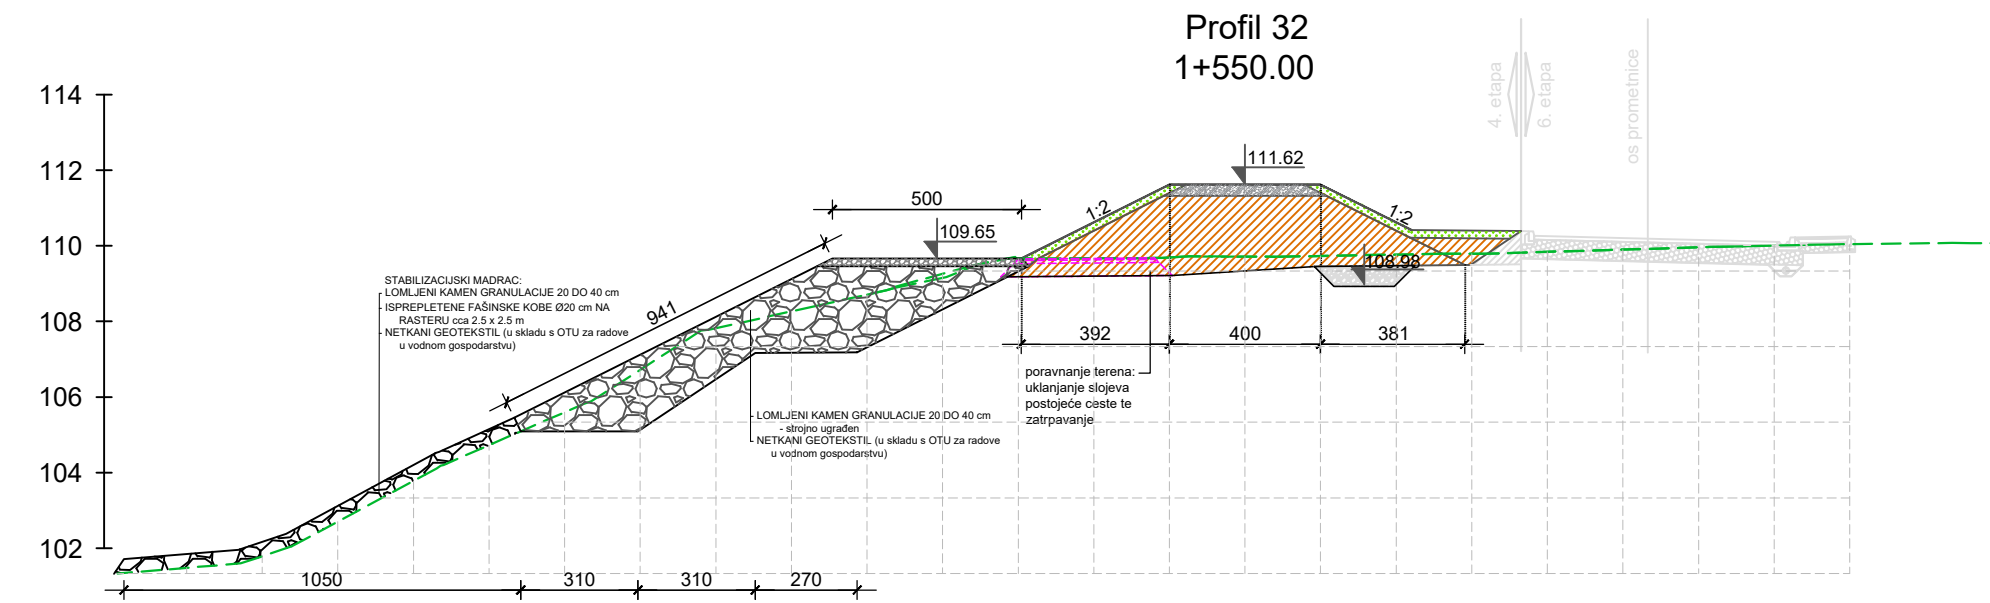 Profil 32
1+550.00
114
112
110
108
106
104
102
4. etapa
6. etapa
os prometnice
111.62
500
109.65
1:2
1:2
108.98
941
STABILIZACIJSKI MADRAC:
- LOMLJENI KAMEN GRANULACIJE 20 DO 40 cm
- ISPREPLETENE FAŠINSKE KOBE Ø20 cm NA
RASTERU cca 2.5 x 2.5 m
- NETKANI GEOTEKSTIL (u skladu s OTU za radove
u vodnom gospodarstvu)
392
400
381
poravnanje terena:
uklanjanje slojeva
postojeće ceste te
zatrpavanje
- LOMLJENI KAMEN GRANULACIJE 20 DO 40 cm
- strojno ugrađen
- NETKANI GEOTEKSTIL (u skladu s OTU za radove
u vodnom gospodarstvu)
1050
310
310
270